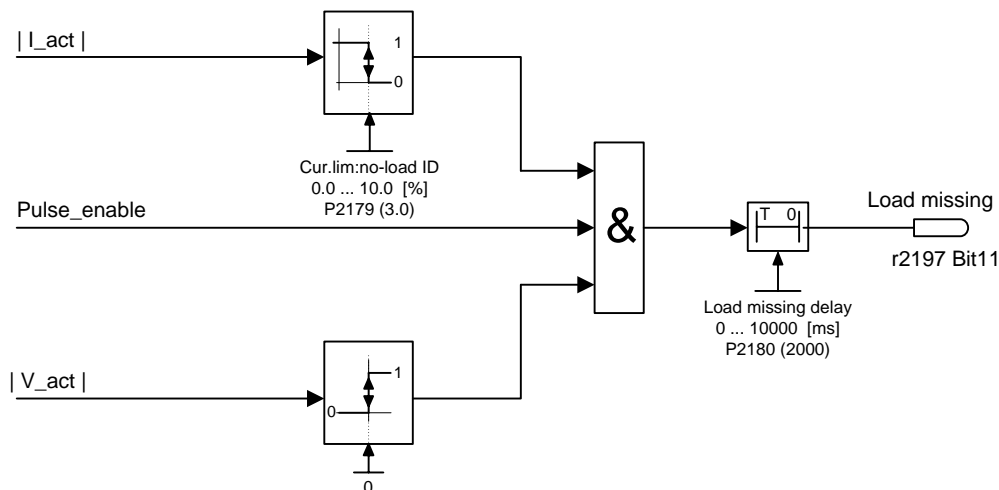 | I_act |
1
0
Cur.lim:no-load ID
0.0 ... 10.0 [%]
P2179 (3.0)
Pulse_enable
&
T 0
Load missing
r2197 Bit11
Load missing delay
0 ... 10000 [ms]
P2180 (2000)
| V_act |
1
0
0